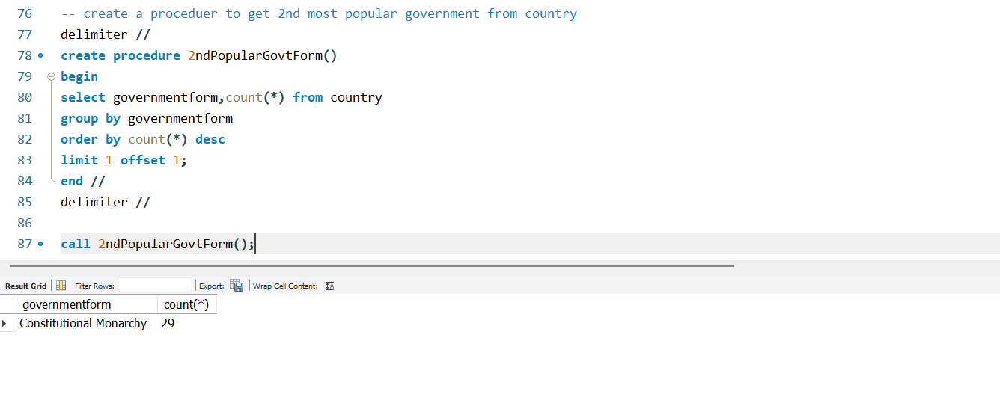 76 -- create a proceduer to get 2nd most popular government from country
77 delimiter //
78 create procedure 2ndPopularGovtForm()
79 begin
80 select governmentform,count(*) from country
81 group by governmentform
82 order by count(*) desc
83 limit 1 offset 1;
84 end //
85 delimiter //
86
87 call 2ndPopularGovtForm();
Result Grid Filter Rows: Export: Wrap Cell Content: IA
governmentform count(*)
Constitutional Monarchy 29